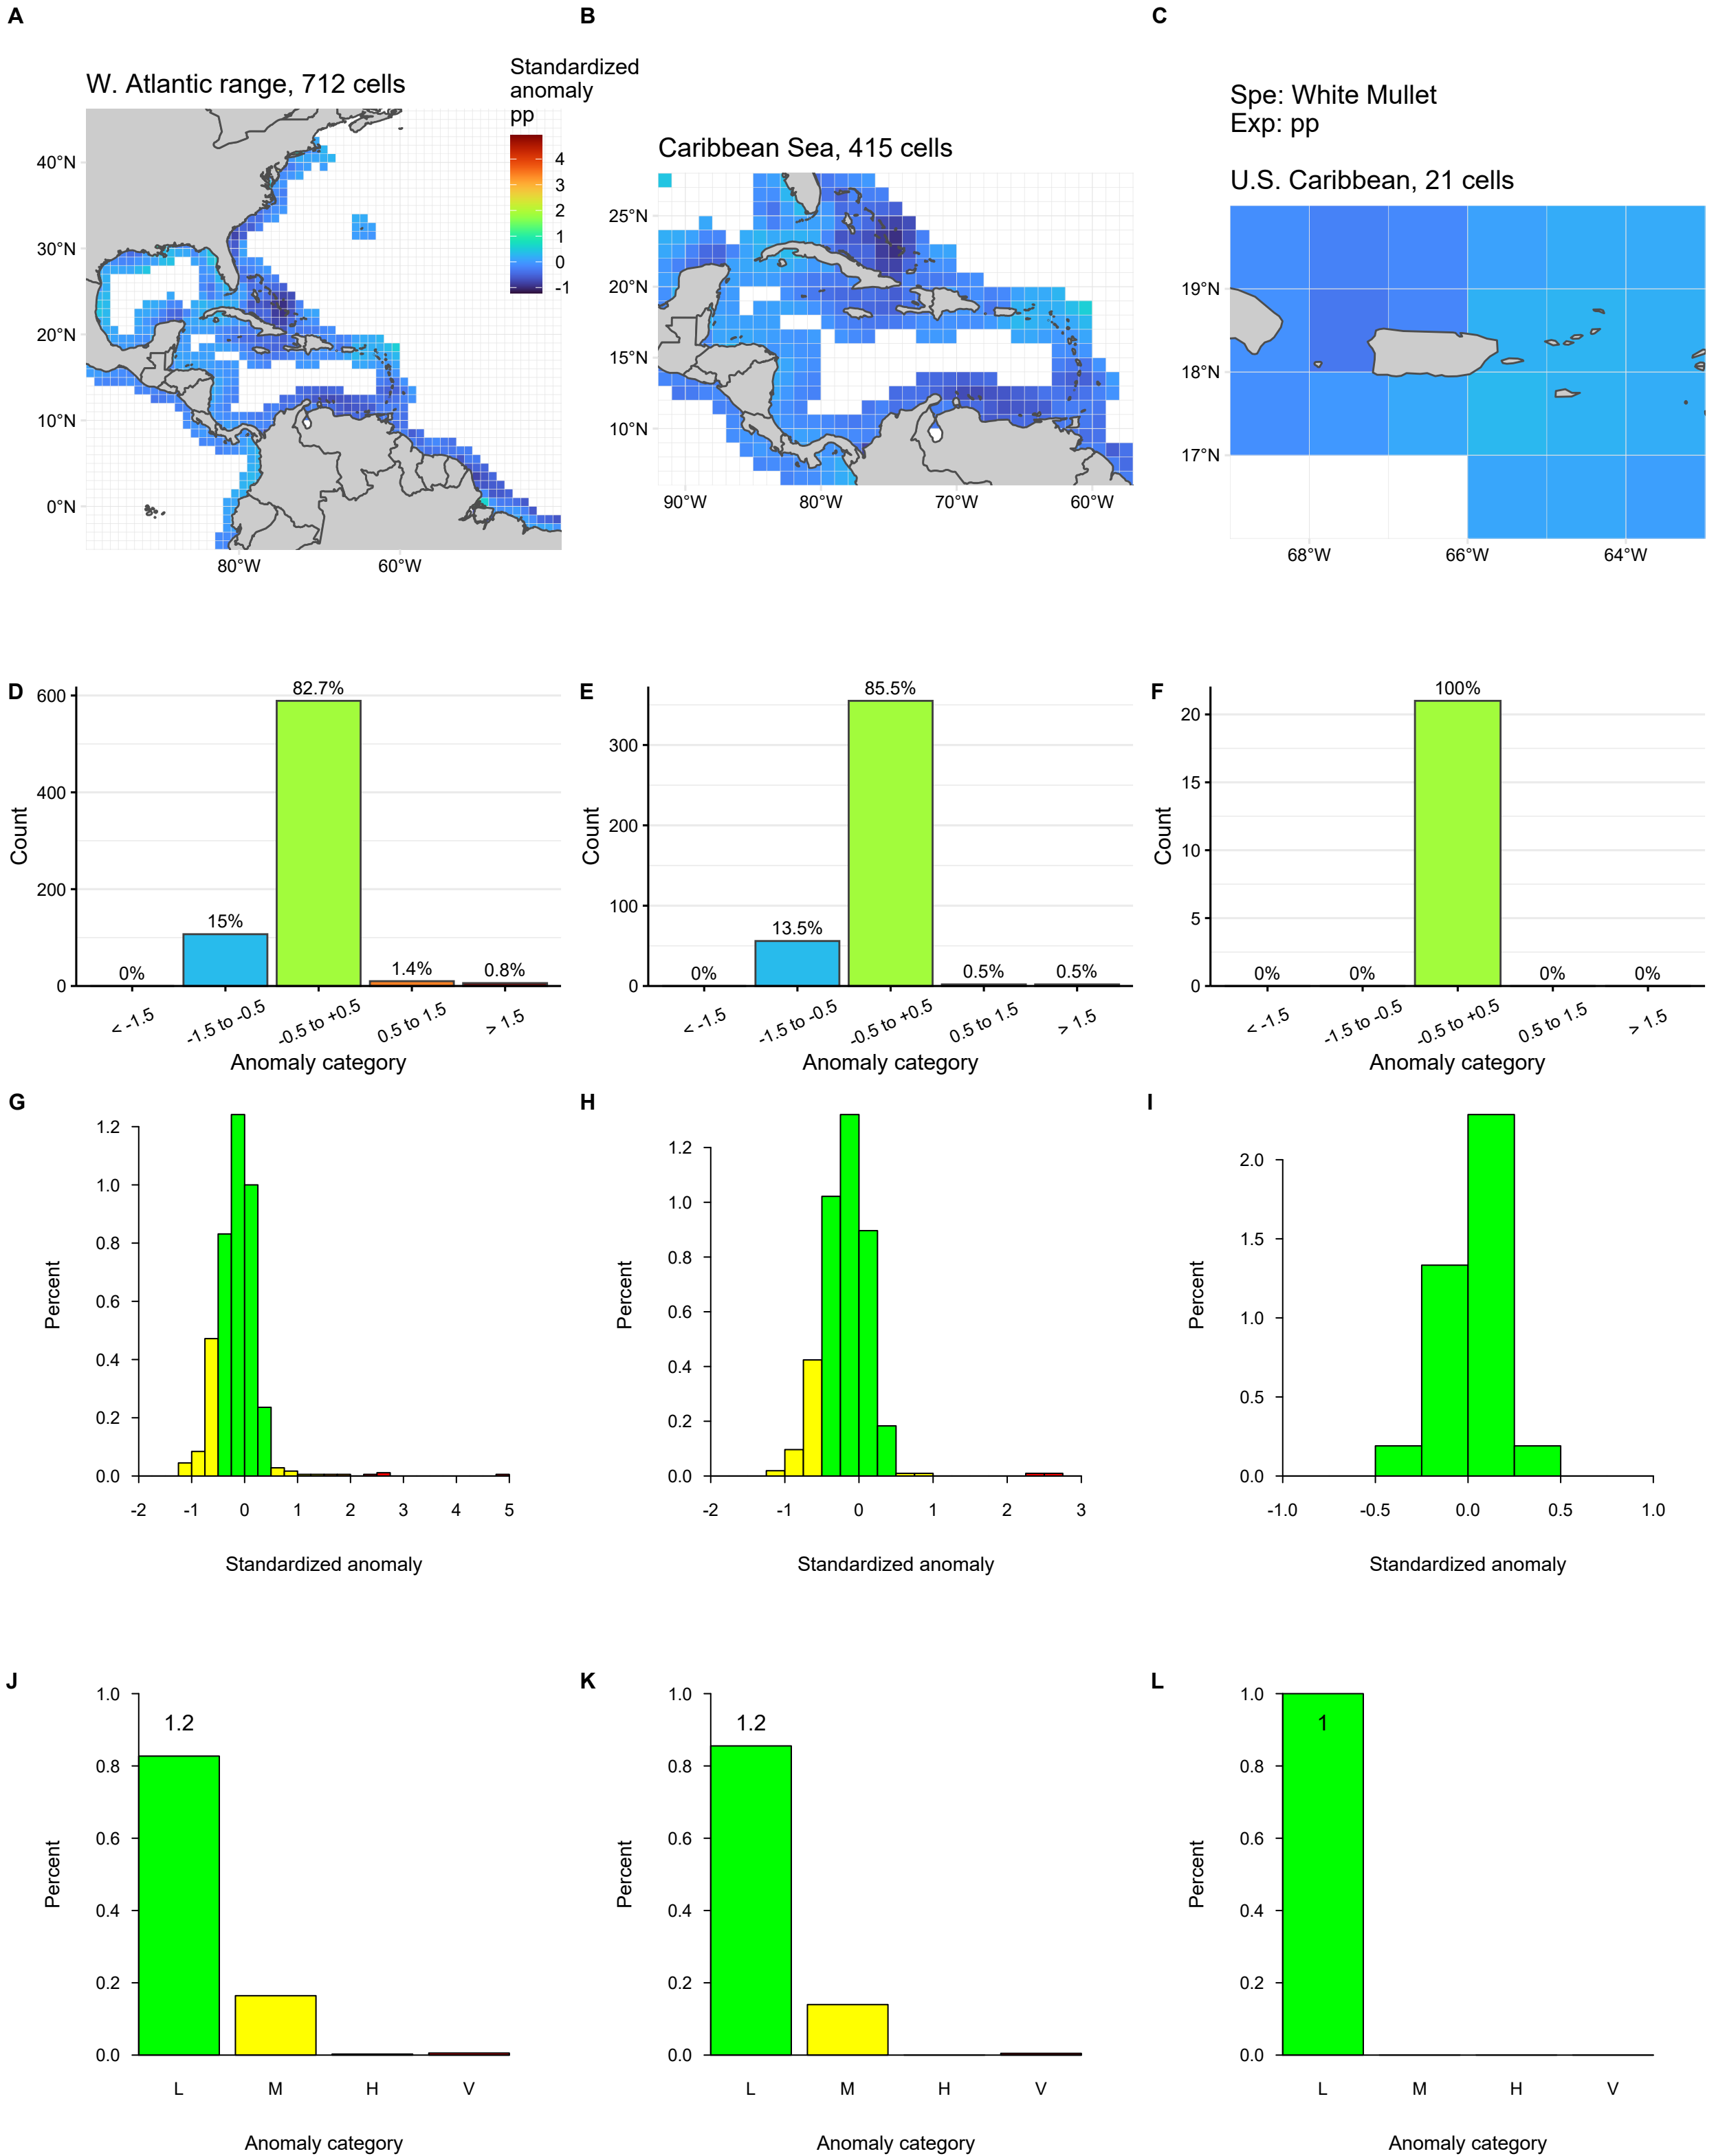 A
B
C
W. Atlantic range, 712 cells
Standardized
anomaly
pp
4
3
2
1
0
-1
40°N
30°N
20°N
10°N
0°N
80°W
60°W
Caribbean Sea, 415 cells
25°N
20°N
15°N
10°N
90°W
80°W
70°W
60°W
Spe: White Mullet
Exp: pp
U.S. Caribbean, 21 cells
19°N
18°N
17°N
68°W
66°W
64°W
D
Count
600
400
200
0
0%
15%
82.7%
1.4%
0.8%
< -1.5
-1.5 to -0.5
-0.5 to +0.5
0.5 to 1.5
> 1.5
Anomaly category
E
Count
300
200
100
0
0%
13.5%
85.5%
0.5%
0.5%
< -1.5
-1.5 to -0.5
-0.5 to +0.5
0.5 to 1.5
> 1.5
Anomaly category
F
Count
20
15
10
5
0
0%
0%
100%
0%
0%
< -1.5
-1.5 to -0.5
-0.5 to +0.5
0.5 to 1.5
> 1.5
Anomaly category
G
Percent
1.2
1.0
0.8
0.6
0.4
0.2
0.0
-2
-1
0
1
2
3
4
5
Standardized anomaly
H
Percent
1.2
1.0
0.8
0.6
0.4
0.2
0.0
-2
-1
0
1
2
3
Standardized anomaly
I
Percent
2.0
1.5
1.0
0.5
0.0
-1.0
-0.5
0.0
0.5
1.0
Standardized anomaly
J
Percent
1.0
0.8
0.6
0.4
0.2
0.0
1.2
L
M
H
V
Anomaly category
K
Percent
1.0
0.8
0.6
0.4
0.2
0.0
1.2
L
M
H
V
Anomaly category
L
Percent
1.0
0.8
0.6
0.4
0.2
0.0
1
L
M
H
V
Anomaly category